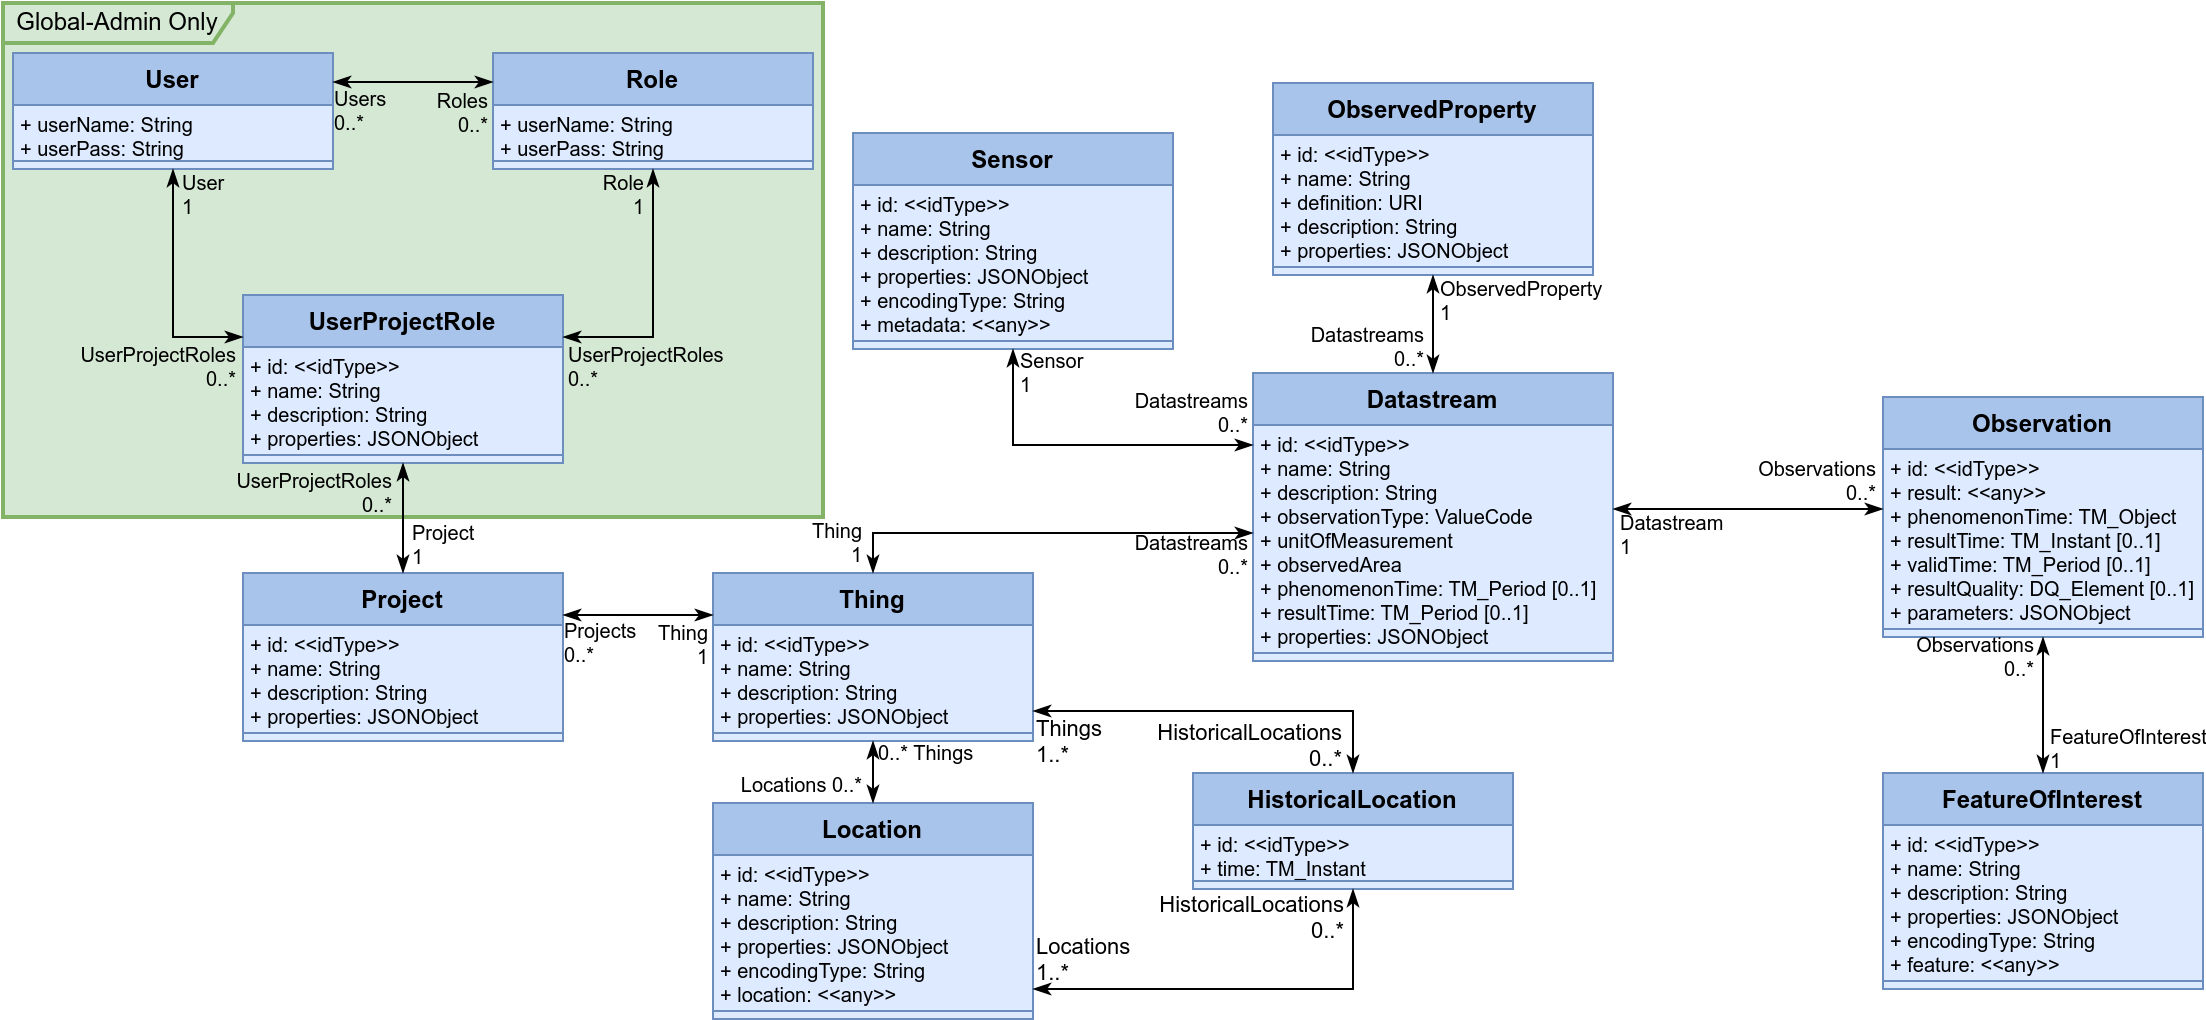 Global-Admin Only
User
+ userName: String
+ userPass: String
Users
0..*
Roles
0..*
Role
+ userName: String
+ userPass: String
User
1
Role
1
UserProjectRoles
0..*
UserProjectRole
+ id: <<idType>>
+ name: String
+ description: String
+ properties: JSONObject
UserProjectRoles
0..*
UserProjectRoles
0..*
Project
1
Project
+ id: <<idType>>
+ name: String
+ description: String
+ properties: JSONObject
Projects
0..*
Thing
1
Thing
1
Thing
+ id: <<idType>>
+ name: String
+ description: String
+ properties: JSONObject
0..* Things
Locations 0..*
Location
+ id: <<idType>>
+ name: String
+ description: String
+ properties: JSONObject
+ encodingType: String
+ location: <<any>>
Things
1..*
HistoricalLocations
0..*
HistoricalLocation
+ id: <<idType>>
+ time: TM_Instant
HistoricalLocations
0..*
Locations
1..*
Sensor
+ id: <<idType>>
+ name: String
+ description: String
+ properties: JSONObject
+ encodingType: String
+ metadata: <<any>>
Sensor
1
Datastreams
0..*
Datastreams
0..*
ObservedProperty
+ id: <<idType>>
+ name: String
+ definition: URI
+ description: String
+ properties: JSONObject
ObservedProperty
1
Datastreams
0..*
Datastream
+ id: <<idType>>
+ name: String
+ description: String
+ observationType: ValueCode
+ unitOfMeasurement
+ observedArea
+ phenomenonTime: TM_Period [0..1]
+ resultTime: TM_Period [0..1]
+ properties: JSONObject
Datastream
1
Observations
0..*
Observation
+ id: <<idType>>
+ result: <<any>>
+ phenomenonTime: TM_Object
+ resultTime: TM_Instant [0..1]
+ validTime: TM_Period [0..1]
+ resultQuality: DQ_Element [0..1]
+ parameters: JSONObject
Observations
0..*
FeatureOfInterest
1
FeatureOfInterest
+ id: <<idType>>
+ name: String
+ description: String
+ properties: JSONObject
+ encodingType: String
+ feature: <<any>>